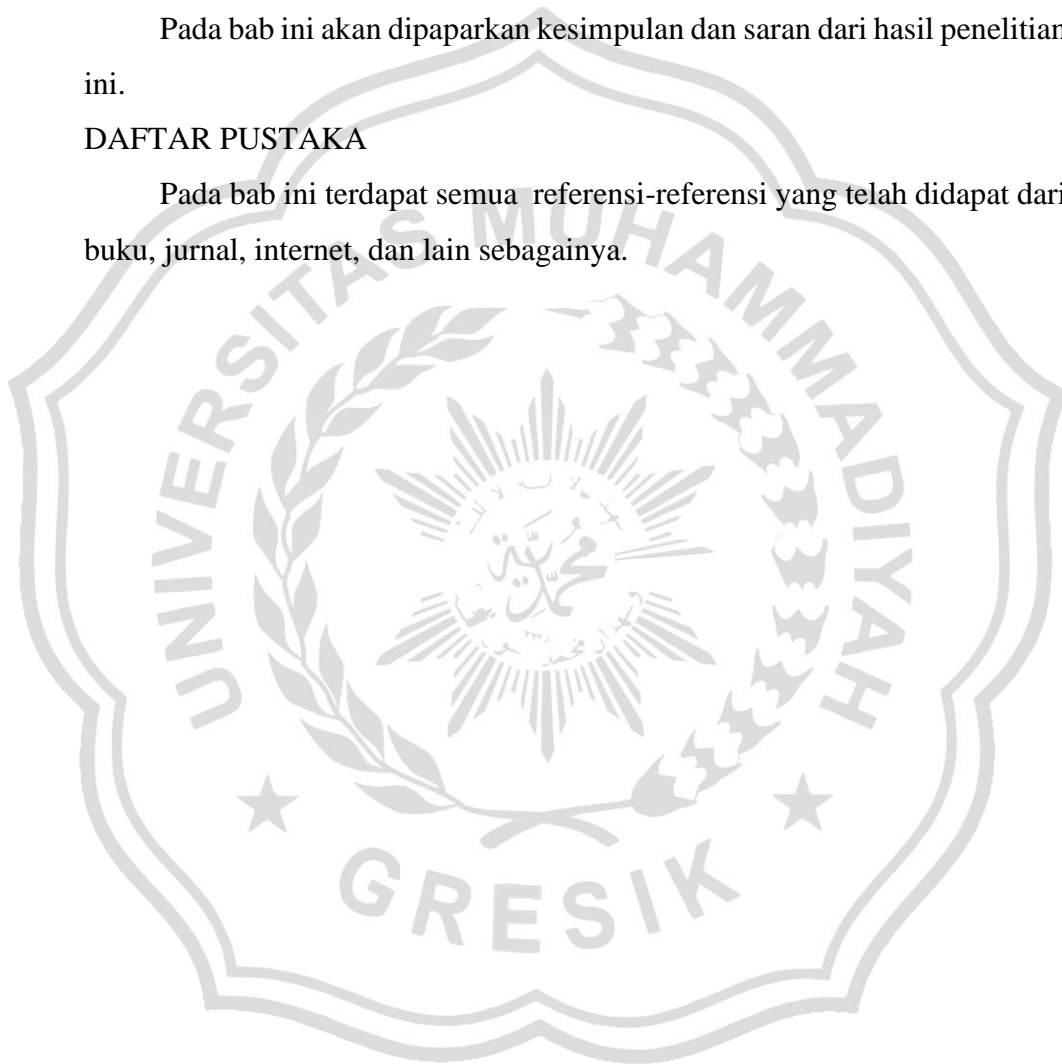 Pada bab ini akan dipaparkan kesimpulan dan saran dari hasil penelitian
ini.
DAFTAR PUSTAKA
Pada bab ini terdapat semua  referensi-referensi yang telah didapat dari
buku, jurnal, internet, dan lain sebagainya.
UNIVERSITAS MUHAMMADIYAH
GRESIK